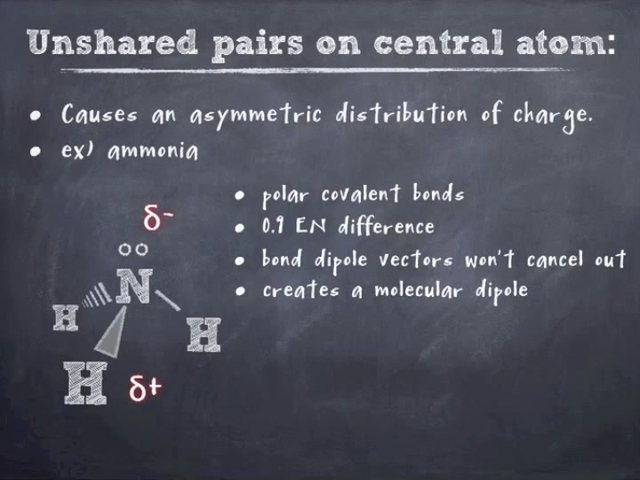 Unshared pairs on central atom:
• Causes an asymmetric distribution of charge.
• ex) ammonia
• polar covalent bonds
• 0.9 EN difference
• bond dipole vectors won't cancel out
• creates a molecular dipole
δ-
N
H
H
H δ+